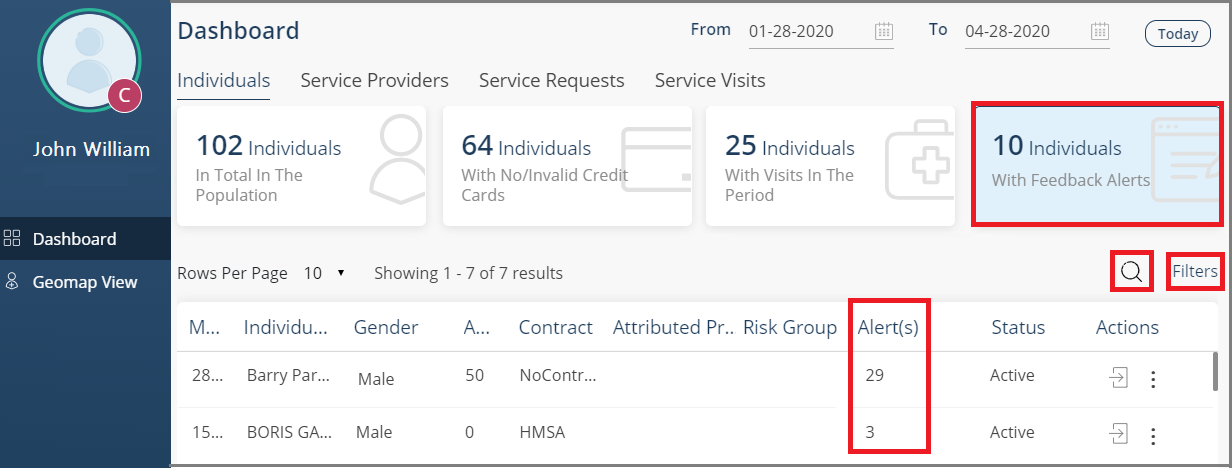 C
John William
Dashboard
Geomap View
Dashboard
From 01-28-2020 To 04-28-2020 Today
Individuals Service Providers Service Requests Service Visits
102 Individuals
In Total In The
Population
64 Individuals
With No/Invalid Credit
Cards
25 Individuals
With Visits In The
Period
10 Individuals
With Feedback Alerts
Rows Per Page 10 Showing 1 - 7 of 7 results Filters
M... Individu... Gender A... Contract Attributed Pr... Risk Group Alert(s) Status Actions
28... Barry Par... Male 50 NoContr... 29 Active
15... BORIS GA... Male 0 HMSA 3 Active